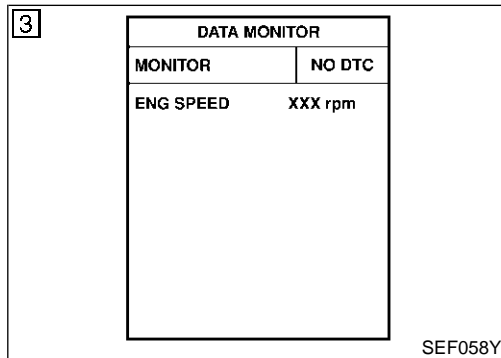 3
DATA MONITOR
MONITOR NO DTC
ENG SPEED XXX rpm
SEF058Y